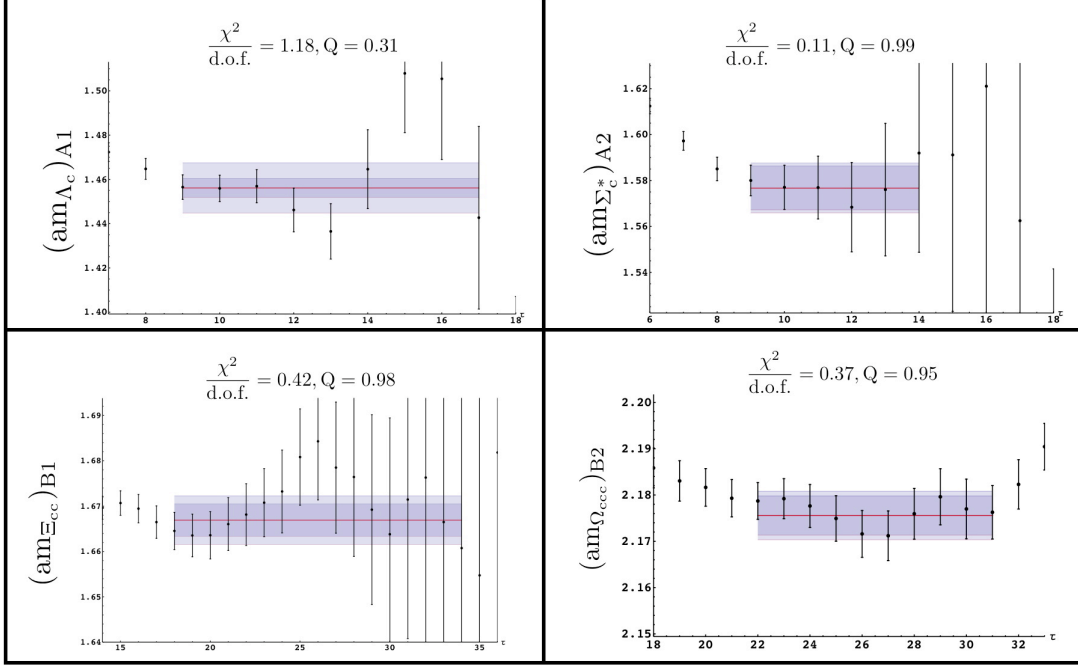 χ²/d.o.f. = 1.18, Q = 0.31
(am_Λc)A1
1.50
1.48
1.46
1.44
1.42
1.40
8 10 12 14 16 18 τ
χ²/d.o.f. = 0.11, Q = 0.99
(am_Σ*c)A2
1.62
1.60
1.58
1.56
1.54
6 8 10 12 14 16 18 τ
χ²/d.o.f. = 0.42, Q = 0.98
(am_Ξcc)B1
1.69
1.68
1.67
1.66
1.65
1.64
15 20 25 30 35 τ
χ²/d.o.f. = 0.37, Q = 0.95
(am_Ωccc)B2
2.20
2.19
2.18
2.17
2.16
2.15
18 20 22 24 26 28 30 32 τ